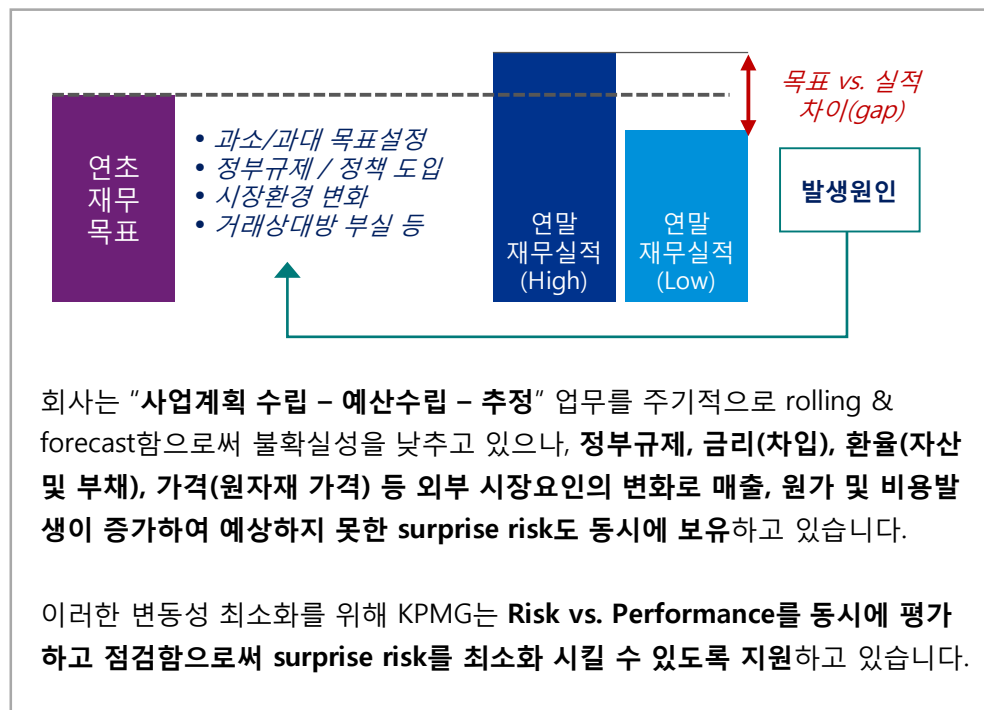 연초
재무
목표
• 과소/과대 목표설정
• 정부규제 / 정책 도입
• 시장환경 변화
• 거래상대방 부실 등
연말
재무실적
(High)
연말
재무실적
(Low)
목표 vs. 실적
차이(gap)
발생원인
회사는 “사업계획 수립 – 예산수립 – 추정“ 업무를 주기적으로 rolling &
forecast함으로써 불확실성을 낮추고 있으나, 정부규제, 금리(차입), 환율(자산
및 부채), 가격(원자재 가격) 등 외부 시장요인의 변화로 매출, 원가 및 비용발
생이 증가하여 예상하지 못한 surprise risk도 동시에 보유하고 있습니다.
이러한 변동성 최소화를 위해 KPMG는 Risk vs. Performance를 동시에 평가
하고 점검함으로써 surprise risk를 최소화 시킬 수 있도록 지원하고 있습니다.